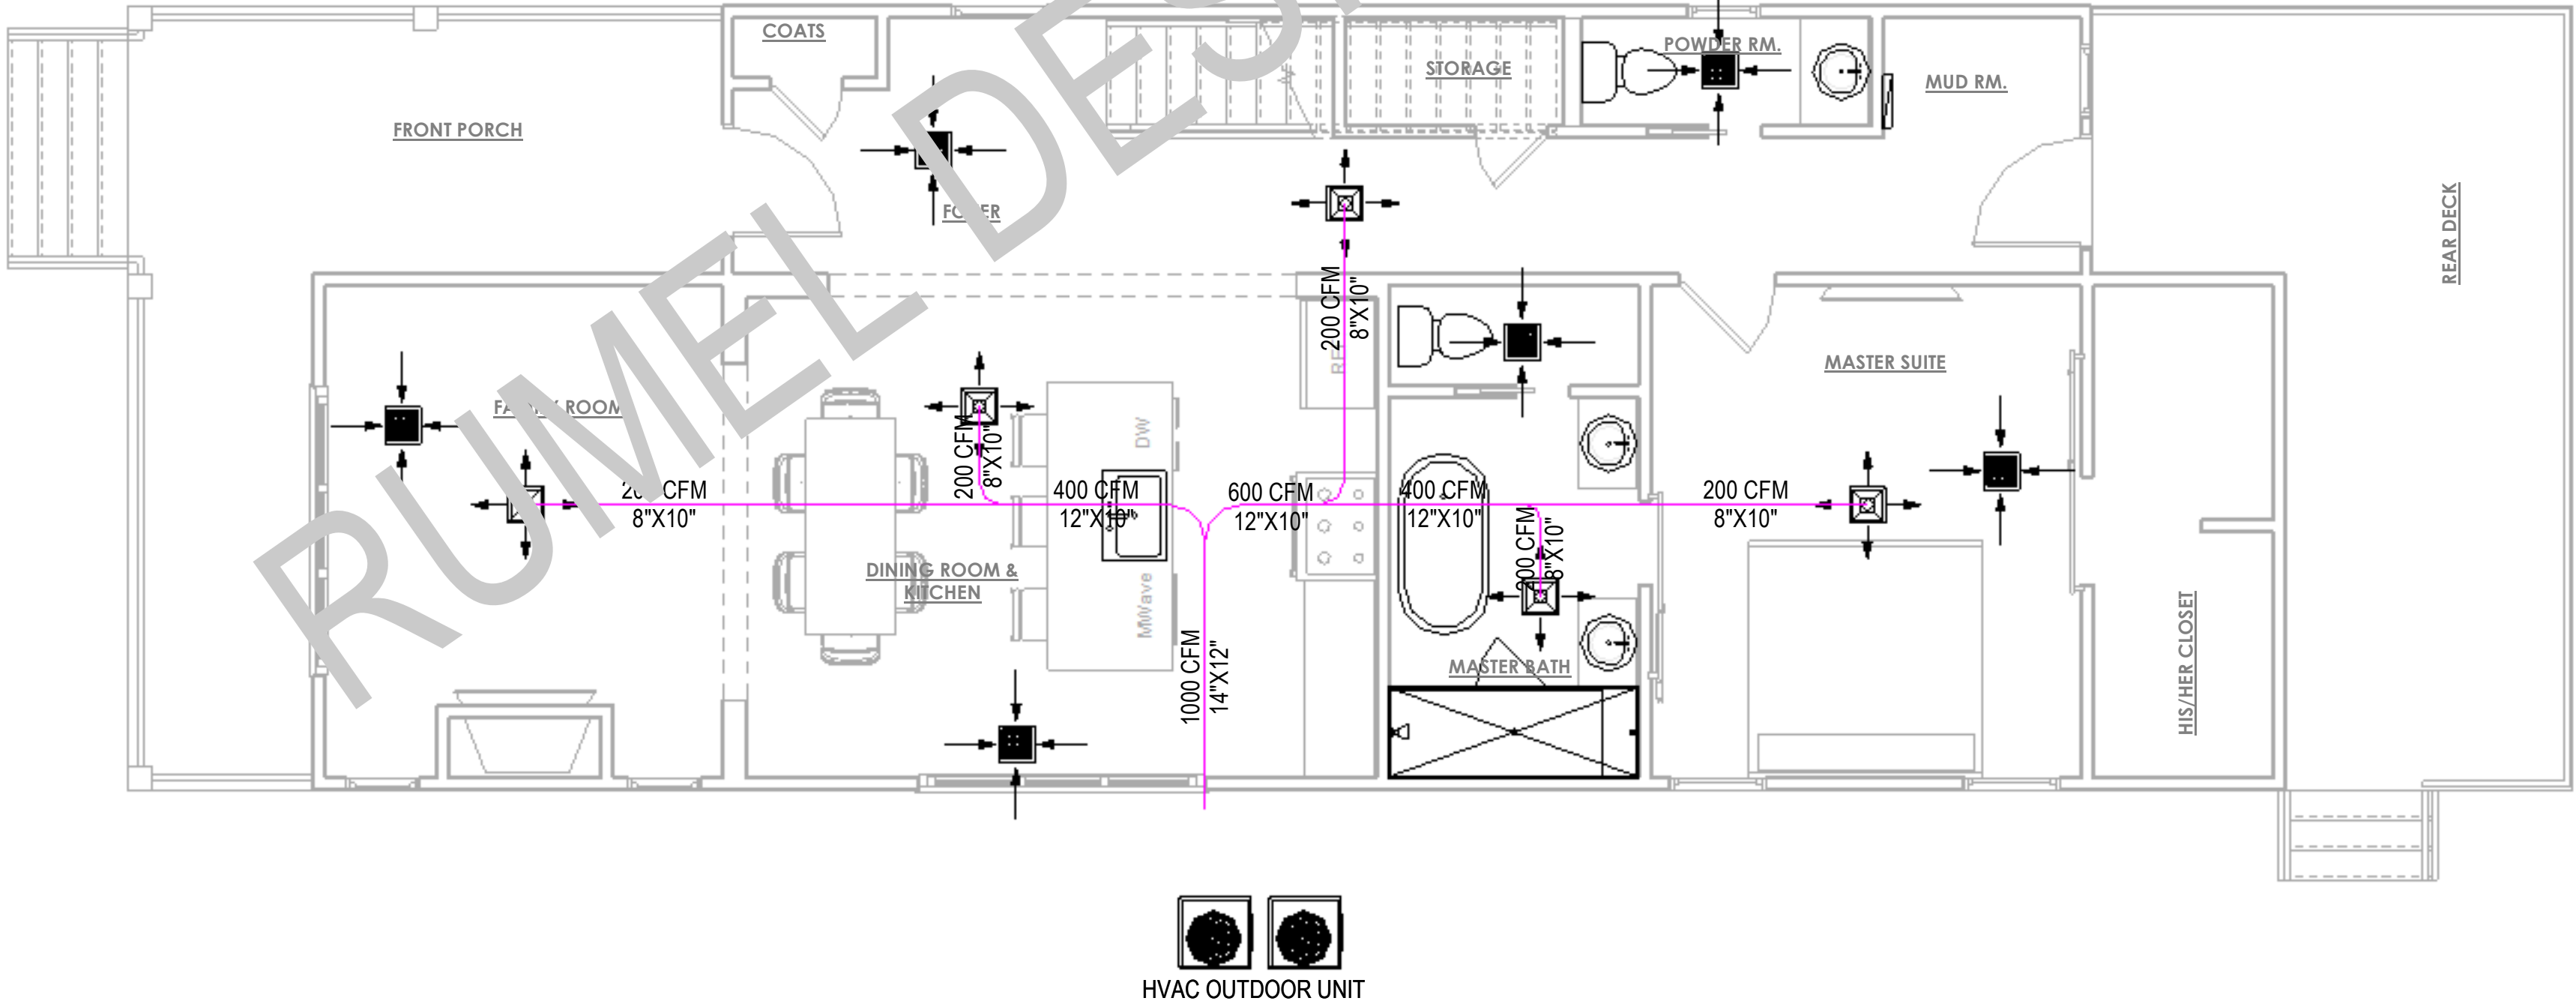 COATS
STORAGE
POWDER RM.
MUD RM.
FRONT PORCH
REAR DECK
RUMEL
200 CFM
8"X10"
MASTER SUITE
DW
200 CFM
8"X10"
CFM
8"X10"
400 CFM
12"X10"
600 CFM
12"X10"
400 CFM
12"X10"
200 CFM
8"X10"
200 CFM
8"X10"
DINING ROOM &
KITCHEN
MWave
1000 CFM
14"X12"
MASTER BATH
HIS/HER CLOSET
HVAC OUTDOOR UNIT